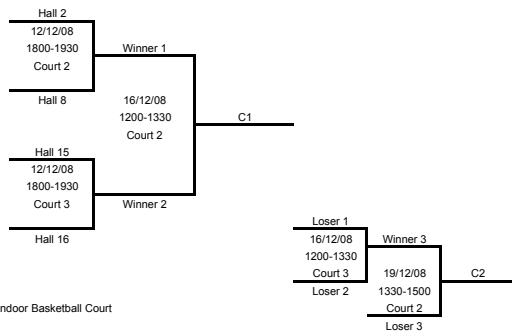 Hall 2
12/12/08
1800-1930
Court 2
Hall 8
Winner 1
16/12/08
1200-1330
Court 2
C1
Hall 15
12/12/08
1800-1930
Court 3
Hall 16
Winner 2
Loser 1
16/12/08
1200-1330
Court 3
Loser 2
Winner 3
19/12/08
1330-1500
Court 2
Loser 3
C2
ndoor Basketball Court